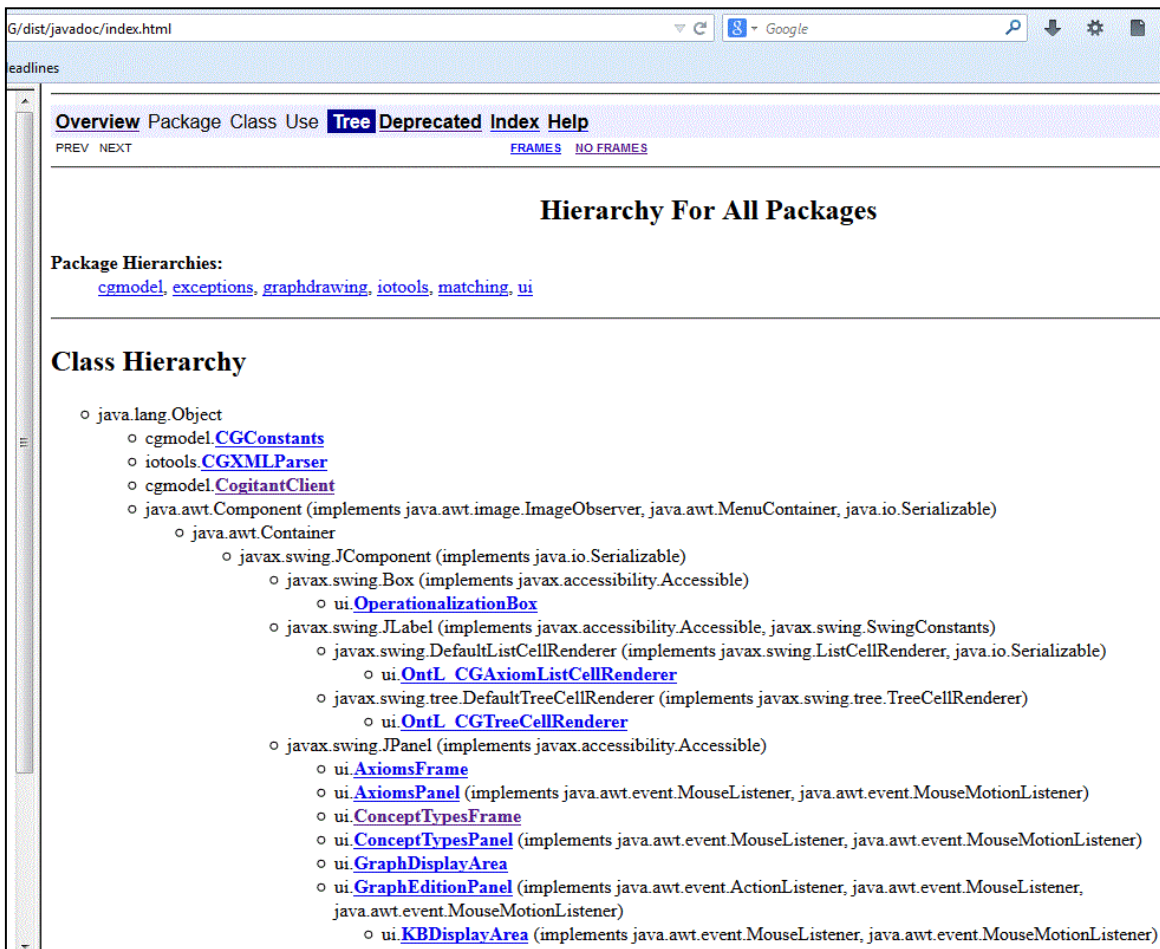 G/dist/javadoc/index.html
Google
leadlines
Overview Package Class Use Tree Deprecated Index Help
PREV NEXT FRAMES NO FRAMES
Hierarchy For All Packages
Package Hierarchies:
cgmodel, exceptions, graphdrawing, iotools, matching, ui
Class Hierarchy
java.lang.Object
cgmodel.CGConstants
iotools.CGXMLParser
cgmodel.CogitantClient
java.awt.Component (implements java.awt.image.ImageObserver, java.awt.MenuContainer, java.io.Serializable)
java.awt.Container
javax.swing.JComponent (implements java.io.Serializable)
javax.swing.Box (implements javax.accessibility.Accessible)
ui.OperationalizationBox
javax.swing.JLabel (implements javax.accessibility.Accessible, javax.swing.SwingConstants)
javax.swing.DefaultListCellRenderer (implements javax.swing.ListCellRenderer, java.io.Serializable)
ui.OntL_CGAxiomListCellRenderer
javax.swing.tree.DefaultTreeCellRenderer (implements javax.swing.tree.TreeCellRenderer)
ui.OntL_CGTreeCellRenderer
javax.swing.JPanel (implements javax.accessibility.Accessible)
ui.AxiomsFrame
ui.AxiomsPanel (implements java.awt.event.MouseListener, java.awt.event.MouseMotionListener)
ui.ConceptTypesFrame
ui.ConceptTypesPanel (implements java.awt.event.MouseListener, java.awt.event.MouseMotionListener)
ui.GraphDisplayArea
ui.GraphEditionPanel (implements java.awt.event.ActionListener, java.awt.event.MouseListener,
java.awt.event.MouseMotionListener)
ui.KBDisplayArea (implements java.awt.event.MouseListener, java.awt.event.MouseMotionListener)